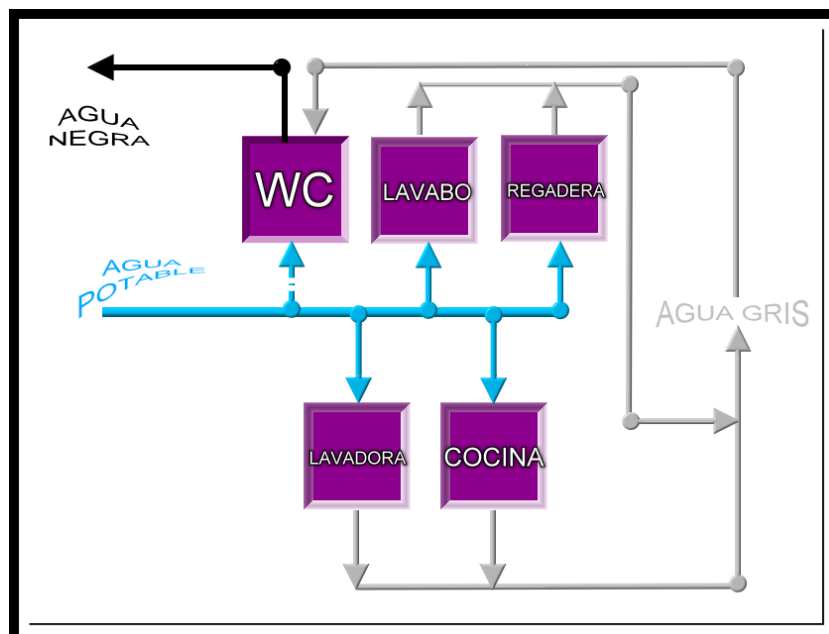 AGUA
NEGRA
WC
LAVABO
REGADERA
AGUA
POTABLE
AGUA GRIS
LAVADORA
COCINA